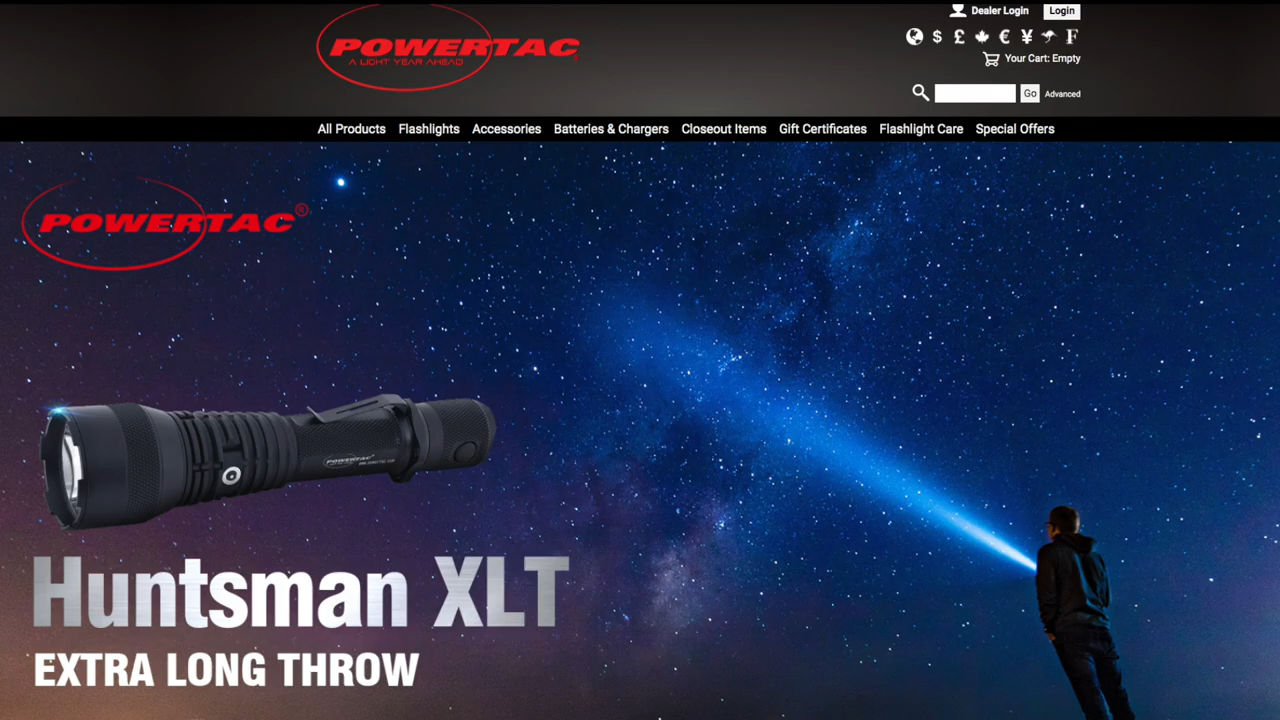 Dealer Login Login
POWERTAC
A LIGHT YEAR AHEAD
$ £ € ¥ F
Your Cart: Empty
Go Advanced
All Products Flashlights Accessories Batteries & Chargers Closeout Items Gift Certificates Flashlight Care Special Offers
POWERTAC®
POWERTAC
Huntsman XLT
EXTRA LONG THROW